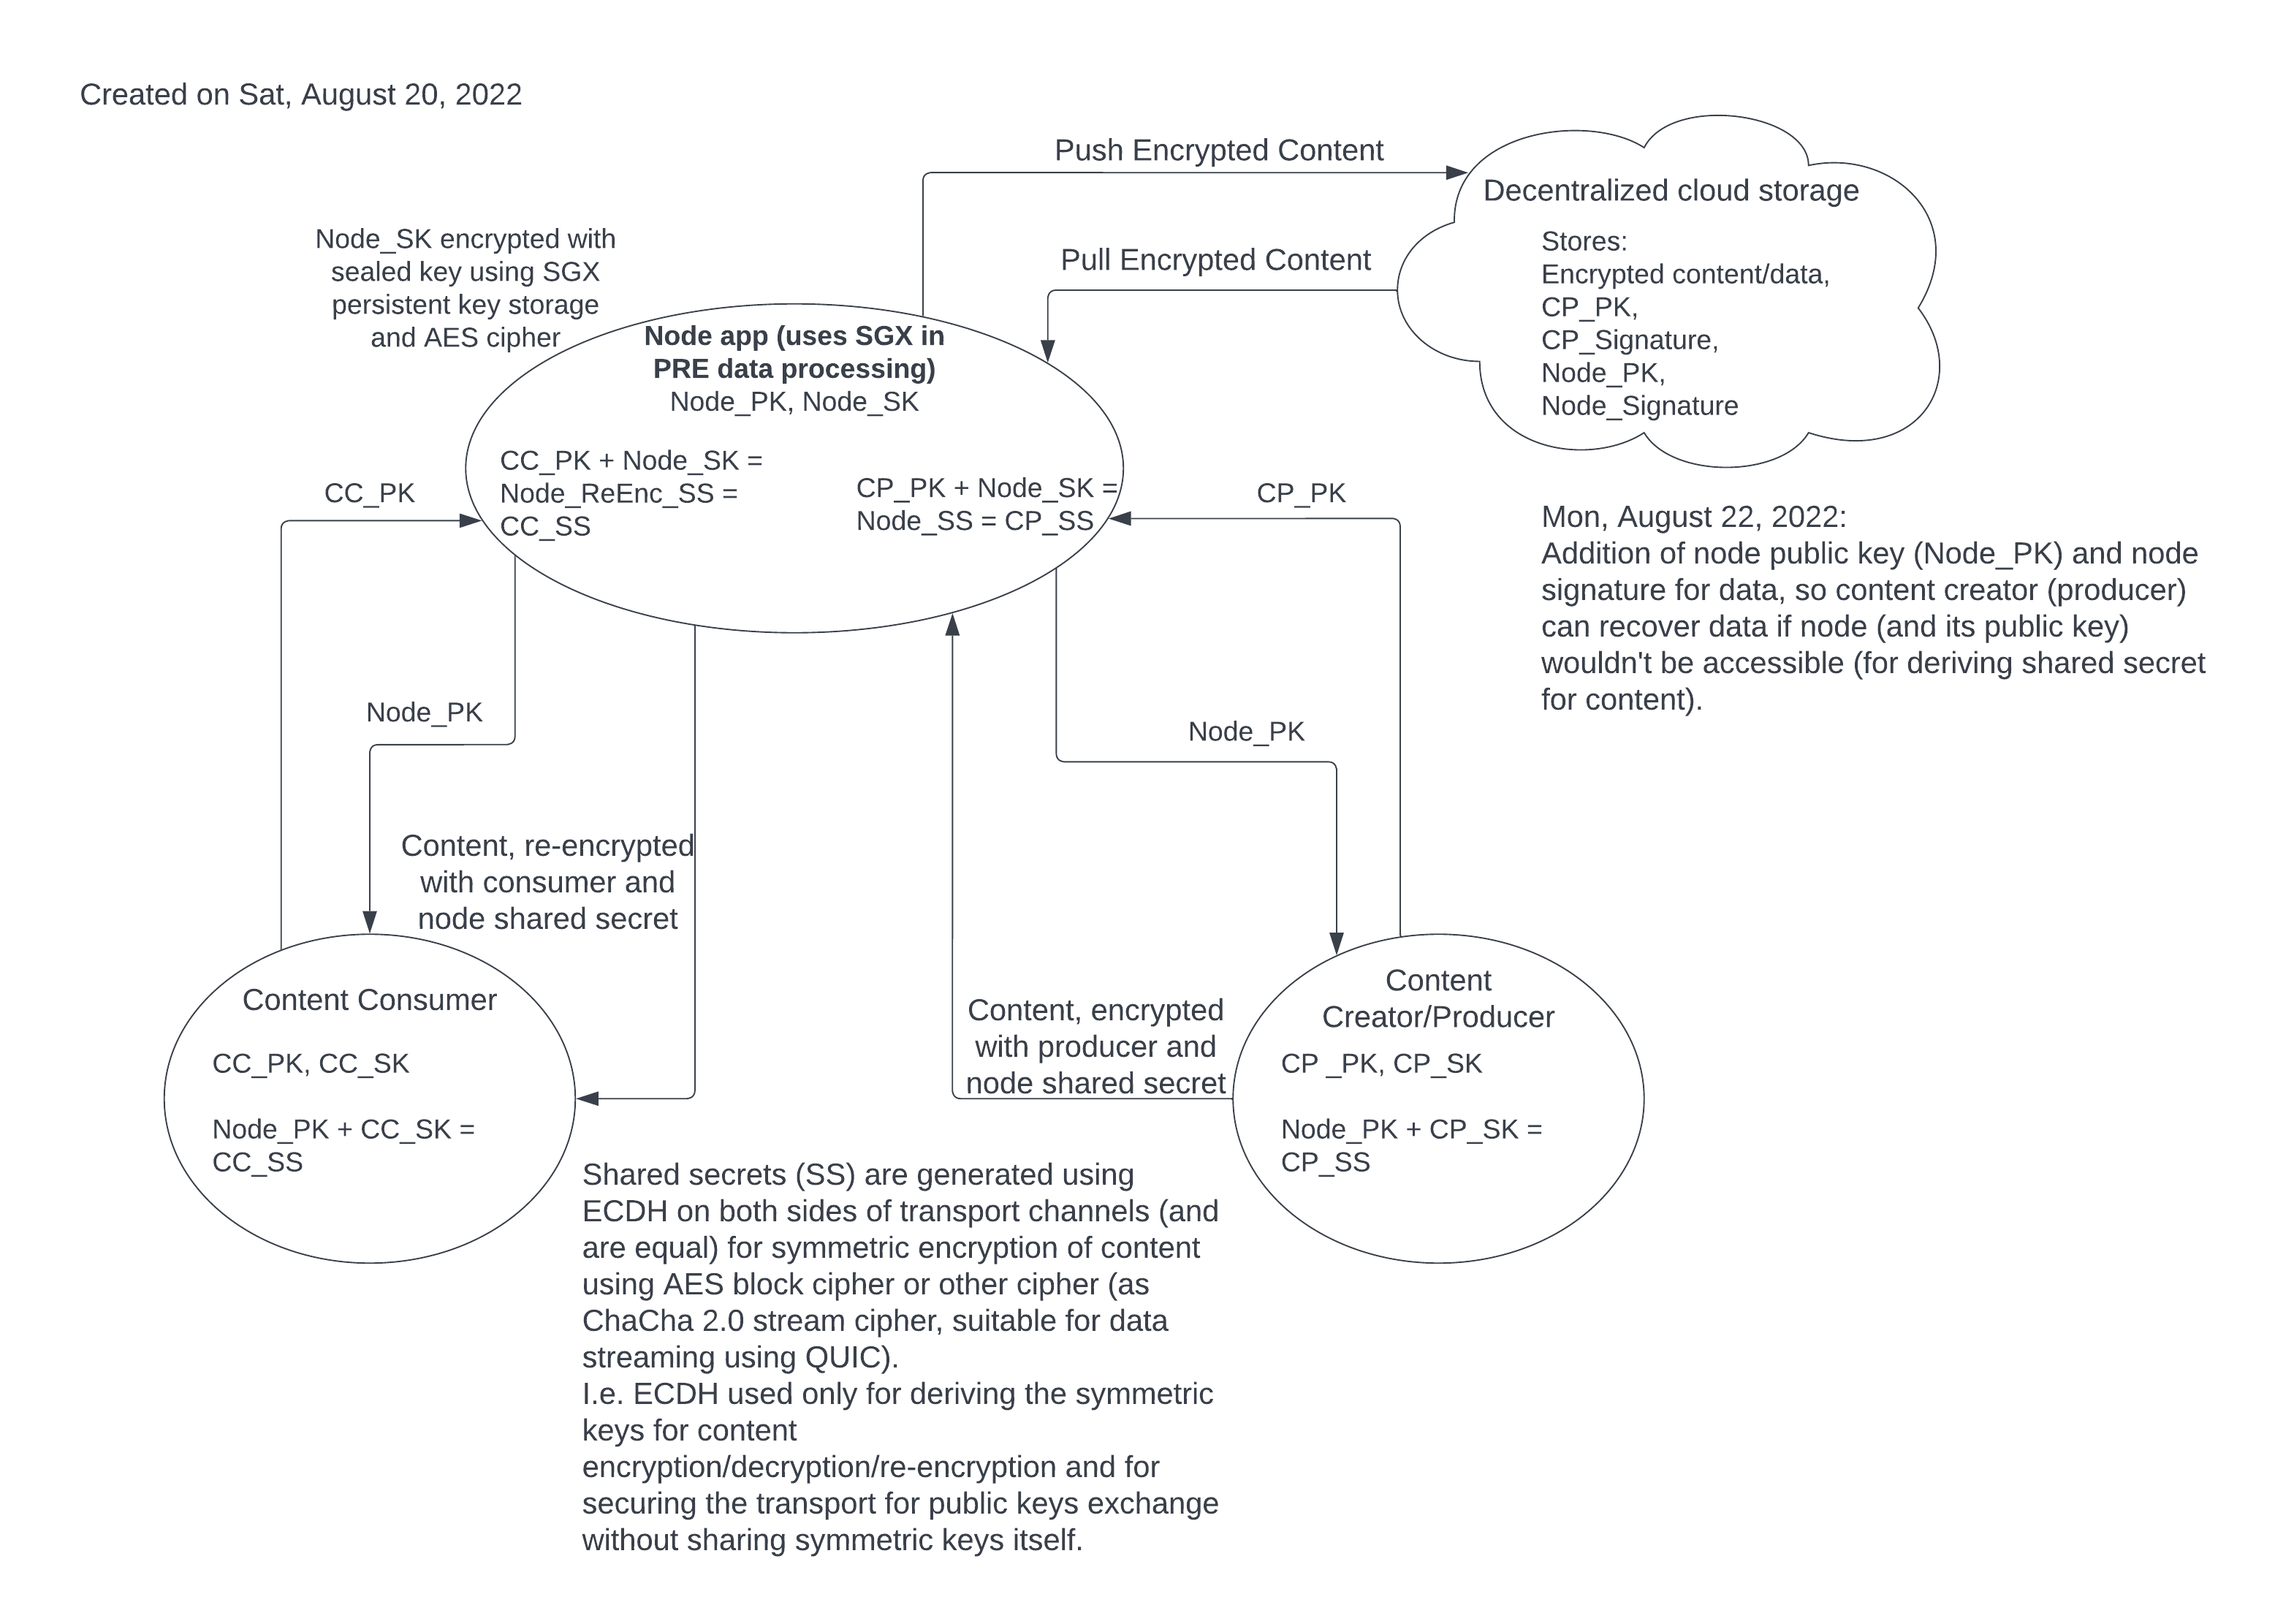 Created on Sat, August 20, 2022
Push Encrypted Content
Decentralized cloud storage
Stores:
Encrypted content/data,
CP_PK,
CP_Signature,
Node_PK,
Node_Signature
Pull Encrypted Content
Node_SK encrypted with
sealed key using SGX
persistent key storage
and AES cipher
Node app (uses SGX in
PRE data processing)
Node_PK, Node_SK
CC_PK + Node_SK =
Node_ReEnc_SS =
CC_SS
CP_PK + Node_SK =
Node_SS = CP_SS
CC_PK
CP_PK
Mon, August 22, 2022:
Addition of node public key (Node_PK) and node
signature for data, so content creator (producer)
can recover data if node (and its public key)
wouldn't be accessible (for deriving shared secret
for content).
Node_PK
Node_PK
Content, re-encrypted
with consumer and
node shared secret
Content, encrypted
with producer and
node shared secret
Content Consumer
CC_PK, CC_SK
Node_PK + CC_SK =
CC_SS
Content
Creator/Producer
CP _PK, CP_SK
Node_PK + CP_SK =
CP_SS
Shared secrets (SS) are generated using
ECDH on both sides of transport channels (and
are equal) for symmetric encryption of content
using AES block cipher or other cipher (as
ChaCha 2.0 stream cipher, suitable for data
streaming using QUIC).
I.e. ECDH used only for deriving the symmetric
keys for content
encryption/decryption/re-encryption and for
securing the transport for public keys exchange
without sharing symmetric keys itself.